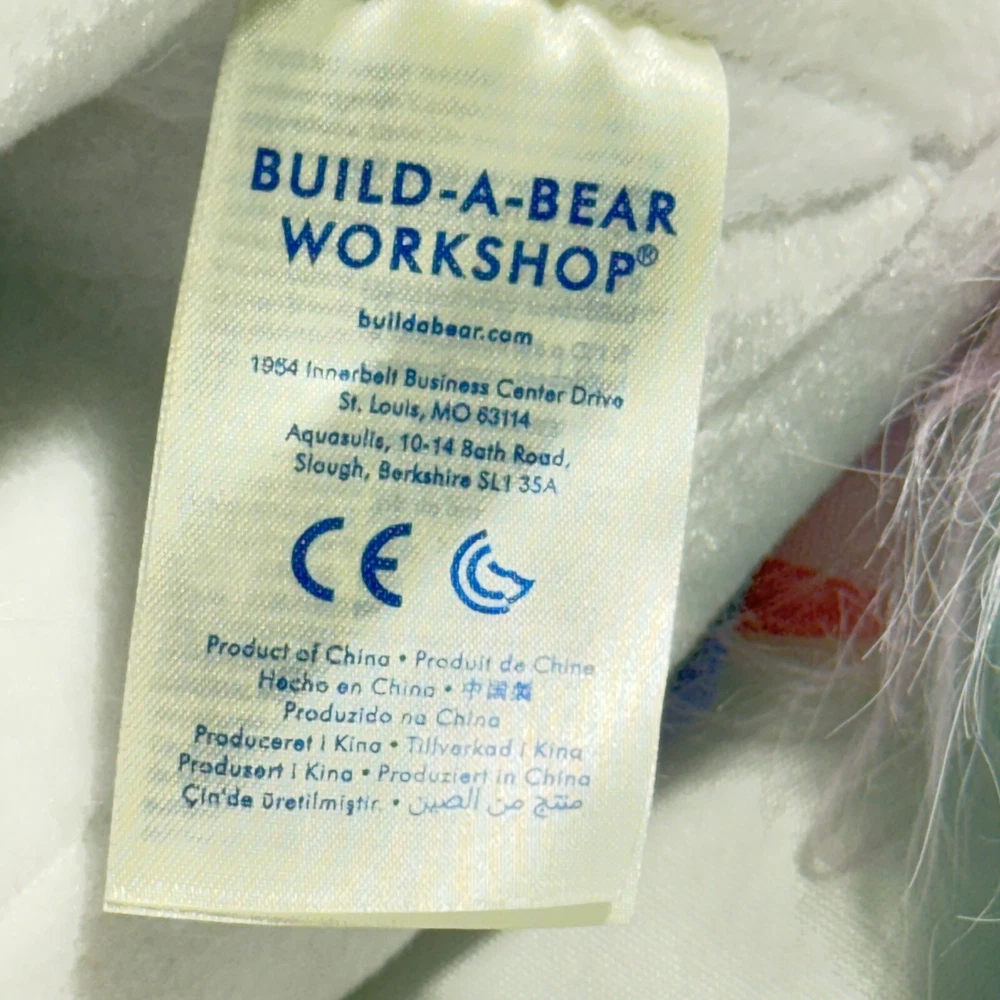 BUILD-A-BEAR
WORKSHOP®
buildabear.com
1954 Innerbelt Business Center Drive
St. Louis, MO 63114
Aquasulis, 10-14 Bath Road,
Slough, Berkshire SL1 3SA
CE
Product of China • Produit de Chine
Hecho en China • 中国製
Produzido na China
Produceret i Kina • Tillverkad i Kina
Produsert i Kina • Produziert in China
Çin'de üretilmiştir. • منتج من الصين